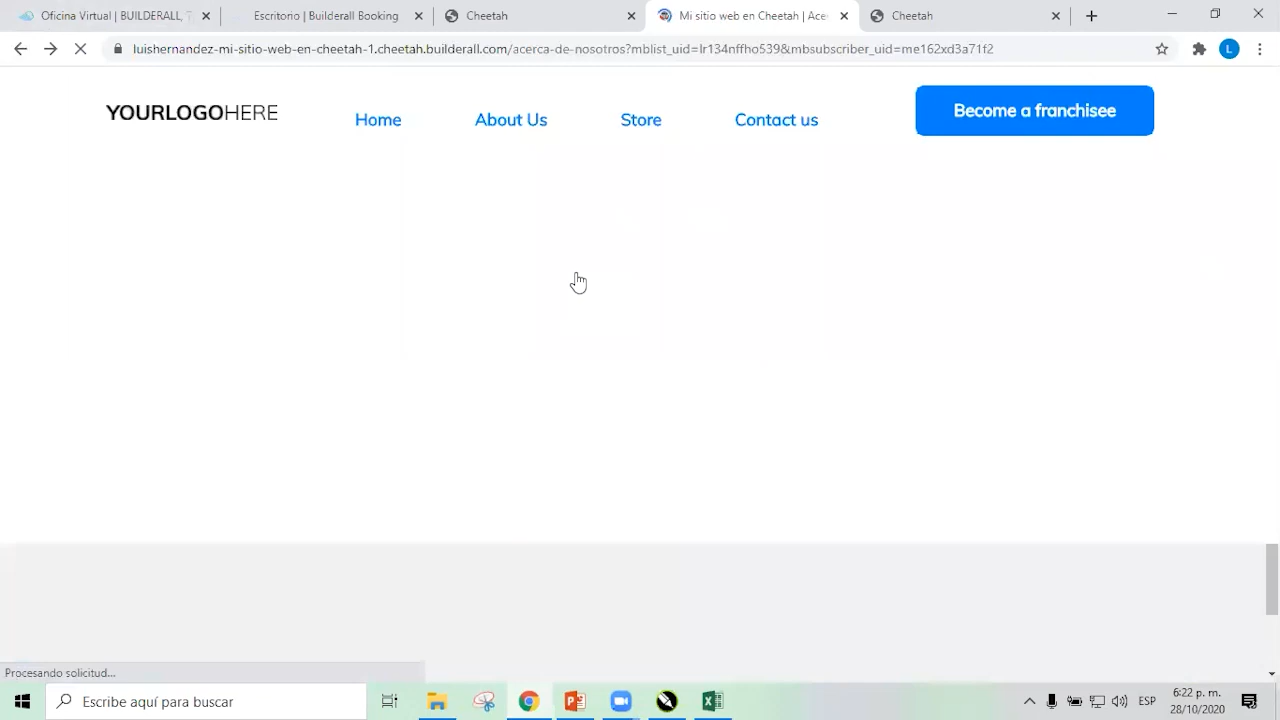 Oficina Virtual | BUILDERALL, T
Escritorio | Builderall Booking
Cheetah
Mi sitio web en Cheetah | Ace
Cheetah
luishernandez-mi-sitio-web-en-cheetah-1.cheetah.builderall.com/acerca-de-nosotros?mblist_uid=lr134nffho539&mbsubscriber_uid=me162xd3a71f2
L
YOURLOGOHERE
Home
About Us
Store
Contact us
Become a franchisee
Procesando solicitud...
Escribe aquí para buscar
ESP
6:22 p. m.
28/10/2020